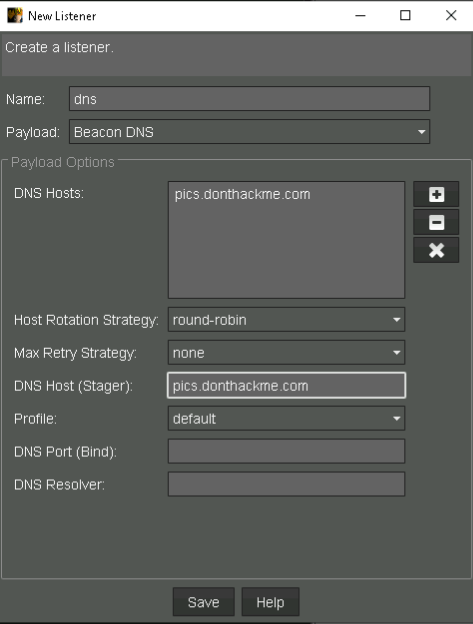 New Listener
Create a listener.
Name: dns
Payload: Beacon DNS
Payload Options
DNS Hosts: pics.donthackme.com
Host Rotation Strategy: round-robin
Max Retry Strategy: none
DNS Host (Stager): pics.donthackme.com
Profile: default
DNS Port (Bind):
DNS Resolver:
Save Help